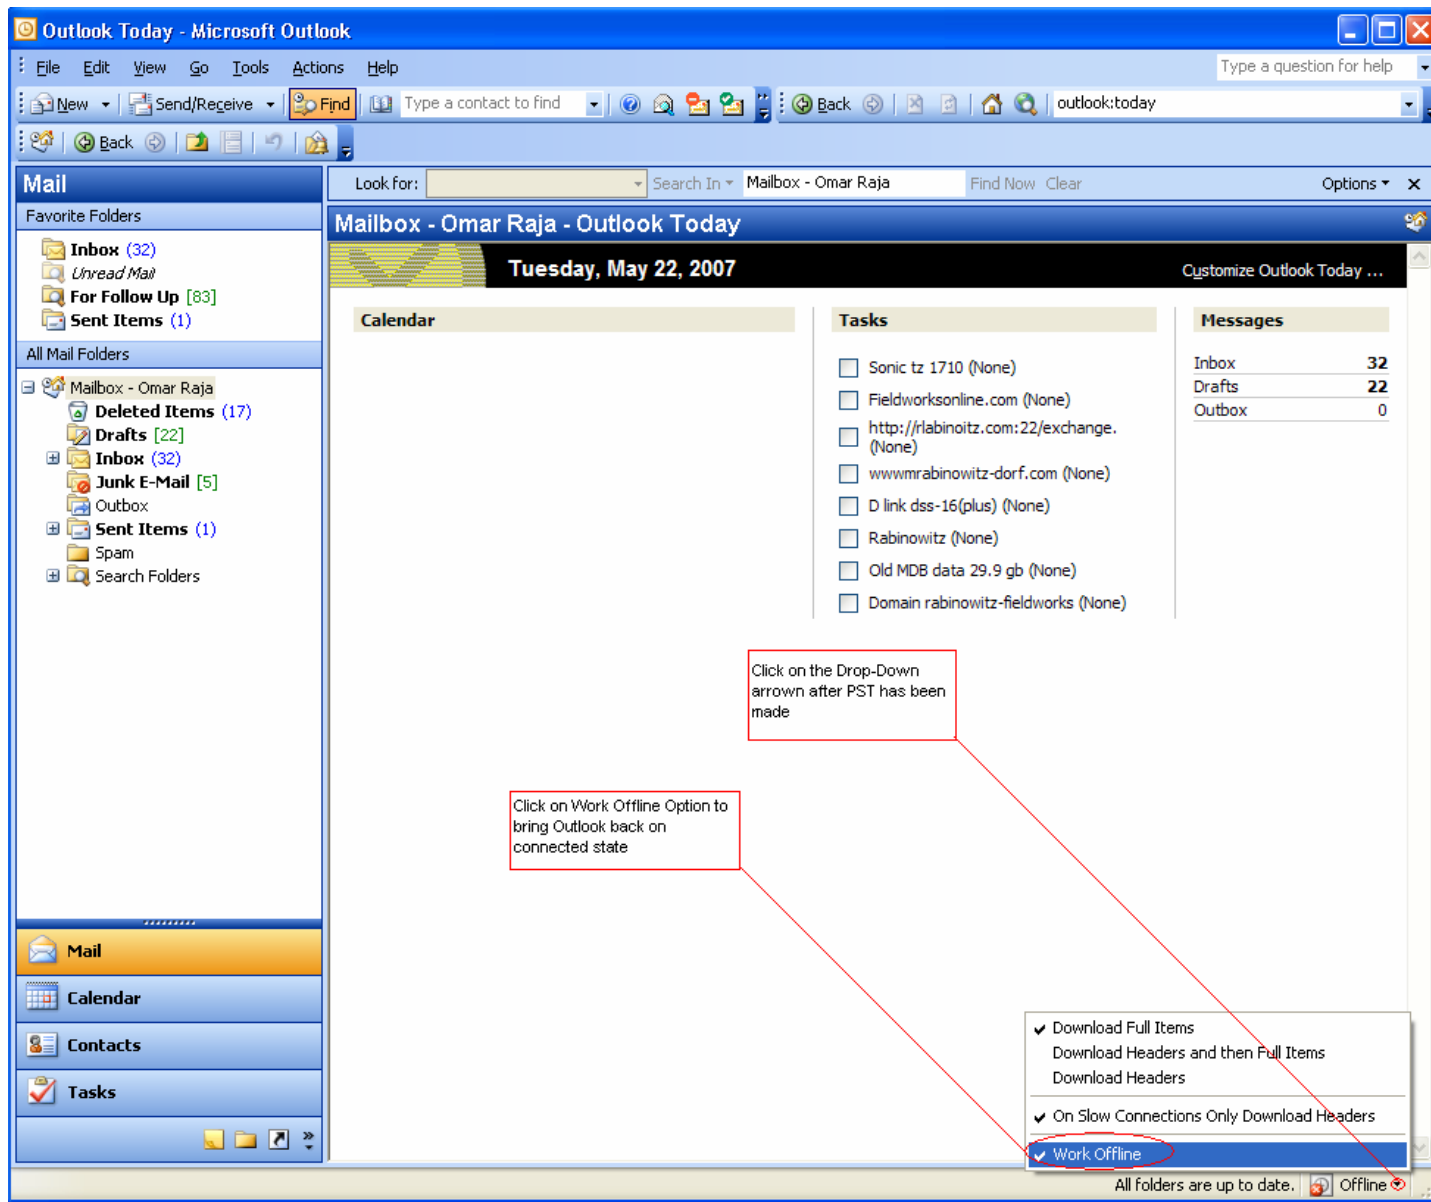 Outlook Today - Microsoft Outlook
File Edit View Go Tools Actions Help Type a question for help
New Send/Receive Find Type a contact to find Back outlook:today
Back
Mail
Favorite Folders
Inbox (32)
Unread Mail
For Follow Up [83]
Sent Items (1)
All Mail Folders
Mailbox - Omar Raja
Deleted Items (17)
Drafts [22]
Inbox (32)
Junk E-Mail [5]
Outbox
Sent Items (1)
Spam
Search Folders
Mail
Calendar
Contacts
Tasks
Look for: Search In Mailbox - Omar Raja Find Now Clear Options
Mailbox - Omar Raja - Outlook Today
Tuesday, May 22, 2007 Customize Outlook Today ...
Calendar
Tasks
Sonic tz 1710 (None)
Fieldworksonline.com (None)
http://rlabinoitz.com:22/exchange.
(None)
wwwmrabinowitz-dorf.com (None)
D link dss-16(plus) (None)
Rabinowitz (None)
Old MDB data 29.9 gb (None)
Domain rabinowitz-fieldworks (None)
Messages
Inbox 32
Drafts 22
Outbox 0
Click on the Drop-Down
arrown after PST has been
made
Click on Work Offline Option to
bring Outlook back on
connected state
Download Full Items
Download Headers and then Full Items
Download Headers
On Slow Connections Only Download Headers
Work Offline
All folders are up to date. Offline